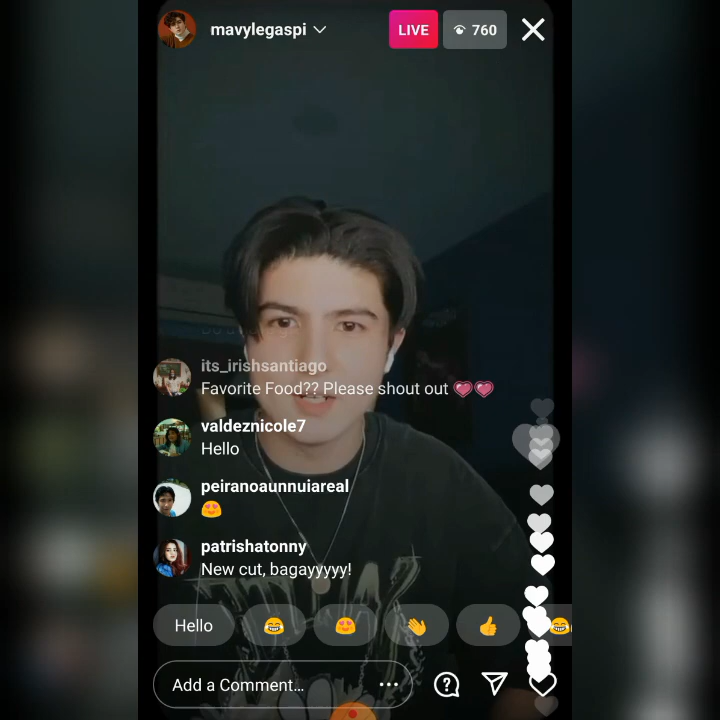 mavylegaspi
LIVE
760
its_irishsantiago
Favorite Food?? Please shout out 💗💗
valdeznicole7
Hello
peiranoaunnuiareal
😍
patrishatonny
New cut, bagayyyyy!
Hello 😂 😍 👋 👍 😂
Add a Comment...